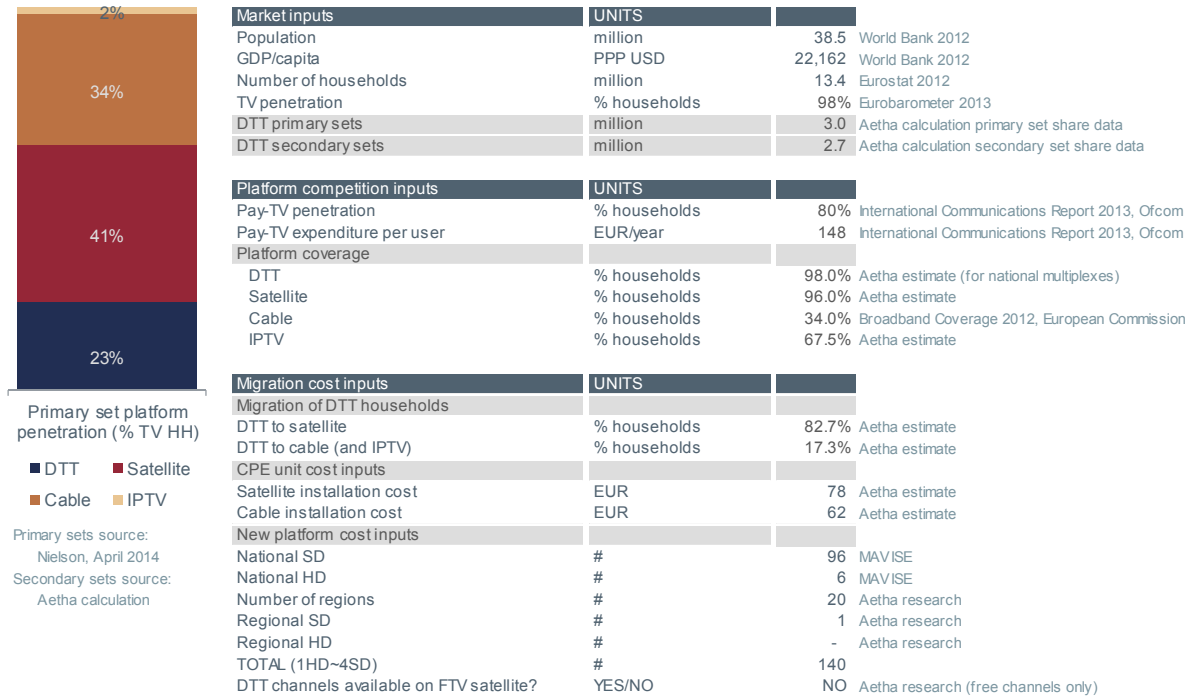 2%
34%
41%
23%
Primary set platform
penetration (% TV HH)
DTT Satellite
Cable IPTV
Primary sets source:
Nielson, April 2014
Secondary sets source:
Aetha calculation
Market inputs UNITS
Population million 38.5 World Bank 2012
GDP/capita PPP USD 22,162 World Bank 2012
Number of households million 13.4 Eurostat 2012
TV penetration % households 98% Eurobarometer 2013
DTT primary sets million 3.0 Aetha calculation primary set share data
DTT secondary sets million 2.7 Aetha calculation secondary set share data
Platform competition inputs UNITS
Pay-TV penetration % households 80% International Communications Report 2013, Ofcom
Pay-TV expenditure per user EUR/year 148 International Communications Report 2013, Ofcom
Platform coverage
DTT % households 98.0% Aetha estimate (for national multiplexes)
Satellite % households 96.0% Aetha estimate
Cable % households 34.0% Broadband Coverage 2012, European Commission
IPTV % households 67.5% Aetha estimate
Migration cost inputs UNITS
Migration of DTT households
DTT to satellite % households 82.7% Aetha estimate
DTT to cable (and IPTV) % households 17.3% Aetha estimate
CPE unit cost inputs
Satellite installation cost EUR 78 Aetha estimate
Cable installation cost EUR 62 Aetha estimate
New platform cost inputs
National SD # 96 MAVISE
National HD # 6 MAVISE
Number of regions # 20 Aetha research
Regional SD # 1 Aetha research
Regional HD # - Aetha research
TOTAL (1HD~4SD) # 140
DTT channels available on FTV satellite? YES/NO NO Aetha research (free channels only)